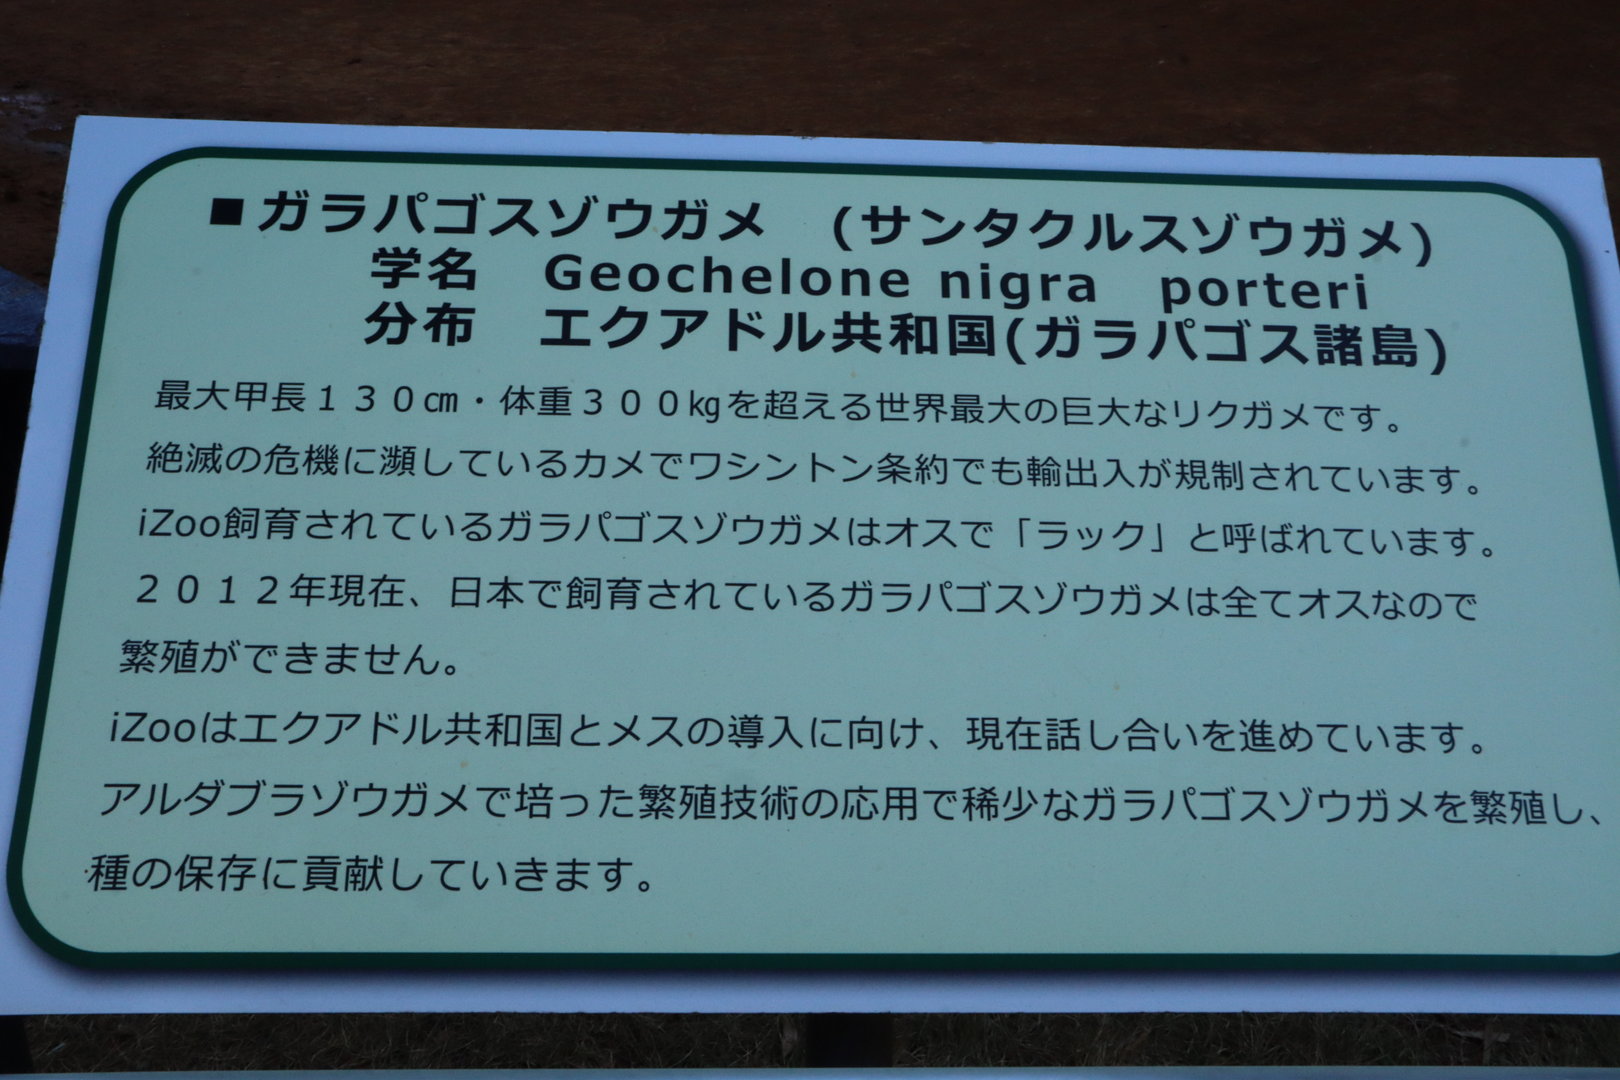 ■ガラパゴスゾウガメ　(サンタクルスゾウガメ)
学名　Geochelone nigra　porteri
分布　エクアドル共和国(ガラパゴス諸島)
最大甲長１３０㎝・体重３００㎏を超える世界最大の巨大なリクガメです。
絶滅の危機に瀕しているカメでワシントン条約でも輸出入が規制されています。
iZoo飼育されているガラパゴスゾウガメはオスで「ラック」と呼ばれています。
２０１２年現在、日本で飼育されているガラパゴスゾウガメは全てオスなので
繁殖ができません。
iZooはエクアドル共和国とメスの導入に向け、現在話し合いを進めています。
アルダブラゾウガメで培った繁殖技術の応用で稀少なガラパゴスゾウガメを繁殖し、
種の保存に貢献していきます。